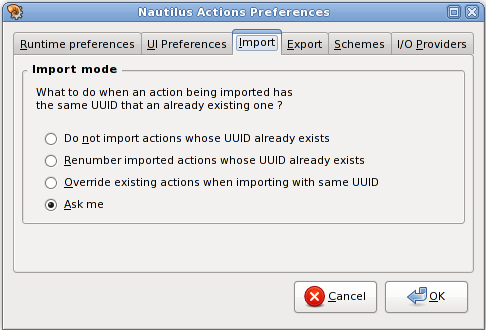 Nautilus Actions Preferences
Runtime preferences UI Preferences Import Export Schemes I/O Providers
Import mode
What to do when an action being imported has
the same UUID that an already existing one ?
Do not import actions whose UUID already exists
Renumber imported actions whose UUID already exists
Override existing actions when importing with same UUID
Ask me
Cancel OK